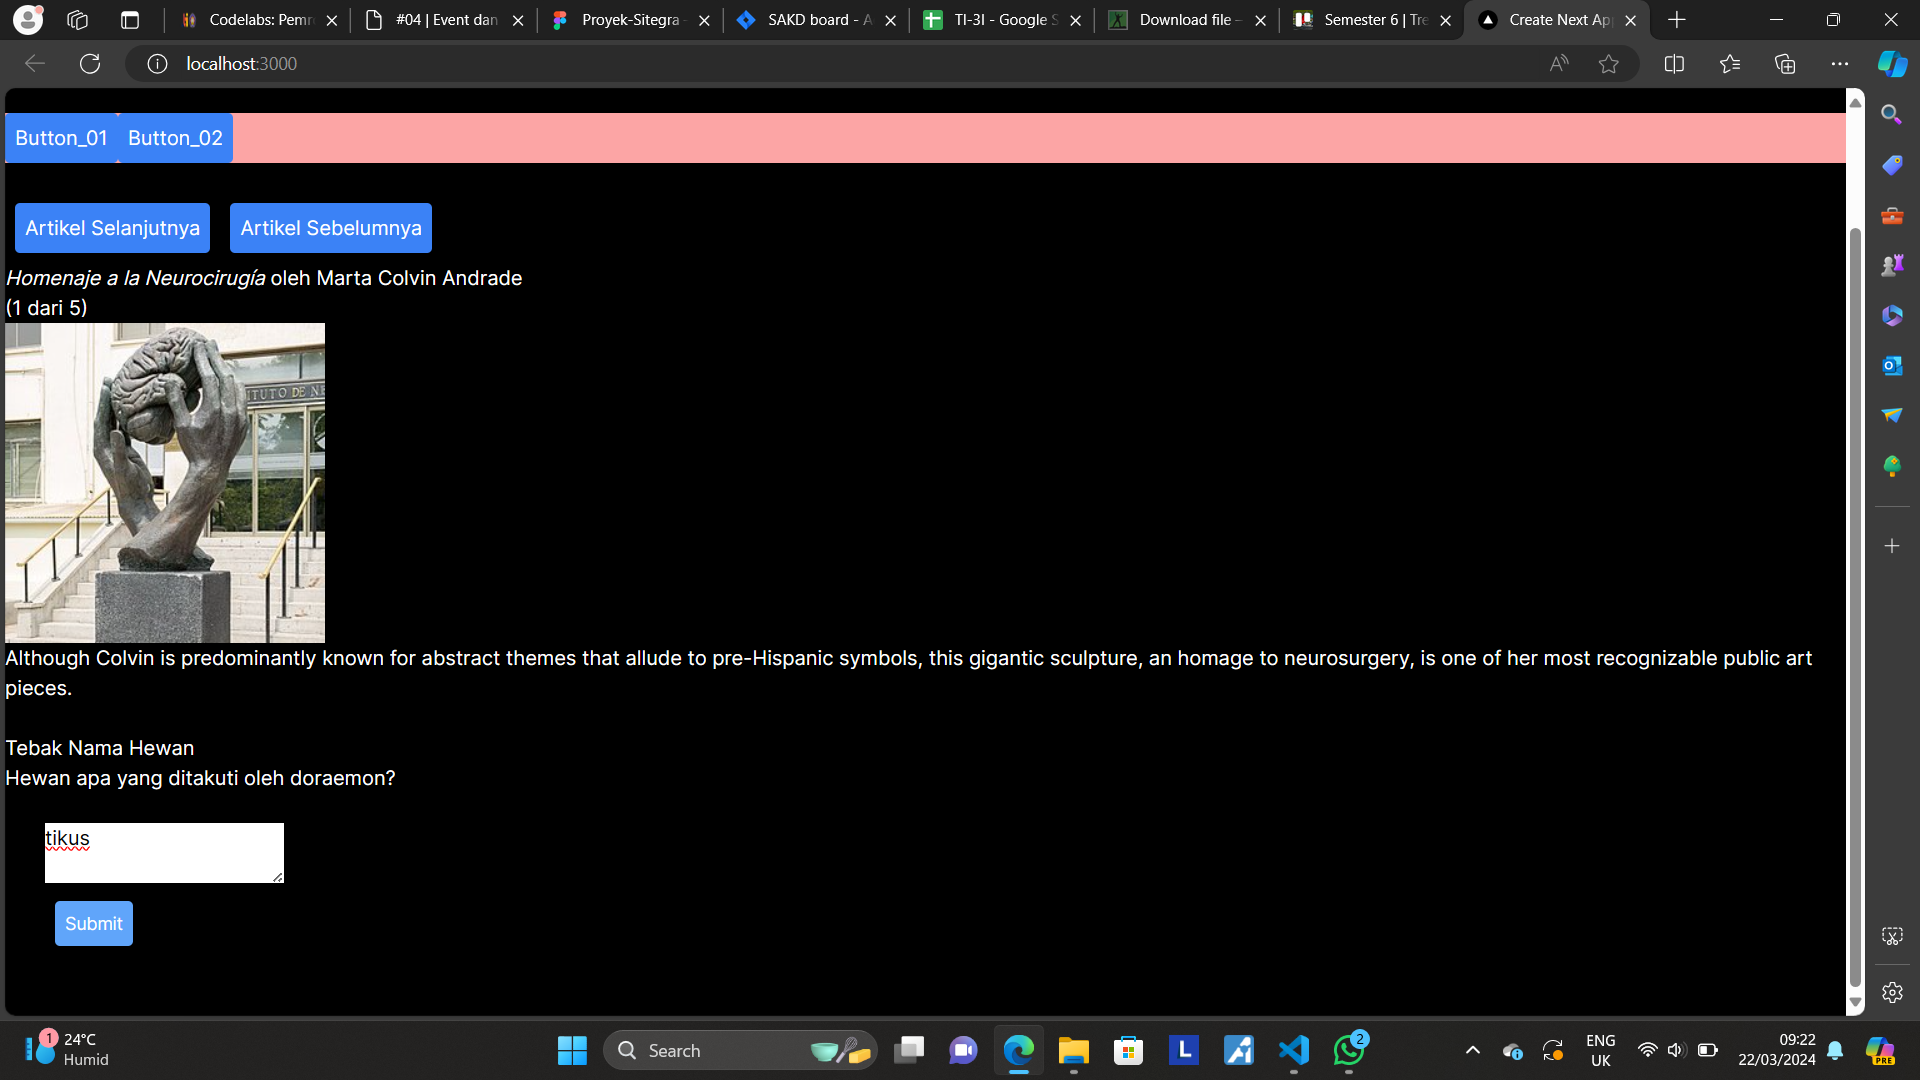 Codelabs: Pemr
#04 | Event dan
Proyek-Sitegra
SAKD board - A
TI-3I - Google S
Download file –
Semester 6 | Tre
Create Next Ap
localhost:3000
Button_01
Button_02
Artikel Selanjutnya
Artikel Sebelumnya
Homenaje a la Neurocirugía oleh Marta Colvin Andrade
(1 dari 5)
ITUTO DE NE
Although Colvin is predominantly known for abstract themes that allude to pre-Hispanic symbols, this gigantic sculpture, an homage to neurosurgery, is one of her most recognizable public art
pieces.
Tebak Nama Hewan
Hewan apa yang ditakuti oleh doraemon?
tikus
Submit
1
24°C
Humid
Search
L
2
ENG
UK
09:22
22/03/2024
PRE